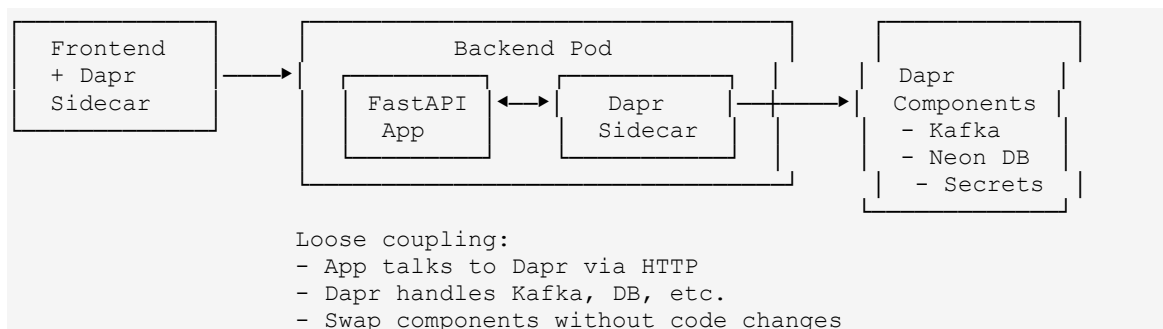 Frontend
+ Dapr
Sidecar
Backend Pod
FastAPI
App
Dapr
Sidecar
Dapr
Components
- Kafka
- Neon DB
- Secrets
Loose coupling:
- App talks to Dapr via HTTP
- Dapr handles Kafka, DB, etc.
- Swap components without code changes